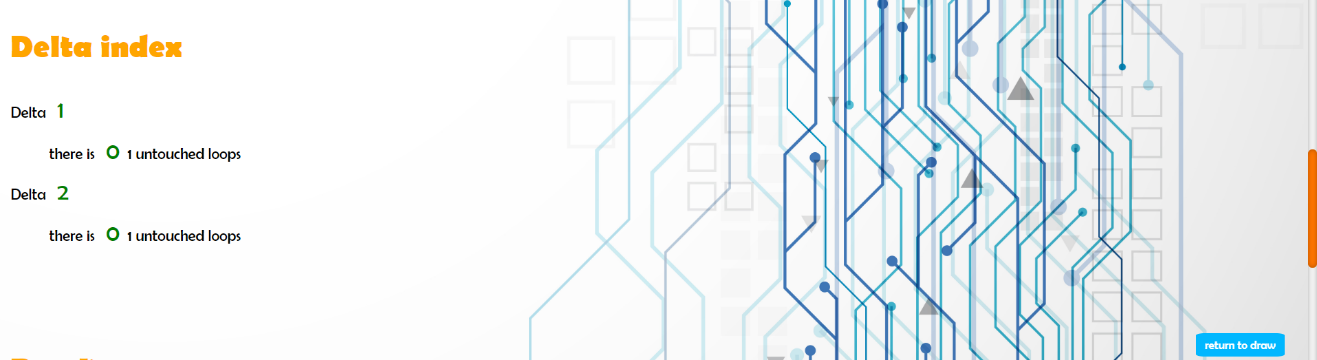 Delta index
Delta 1
there is 0 1 untouched loops
Delta 2
there is 0 1 untouched loops
return to draw